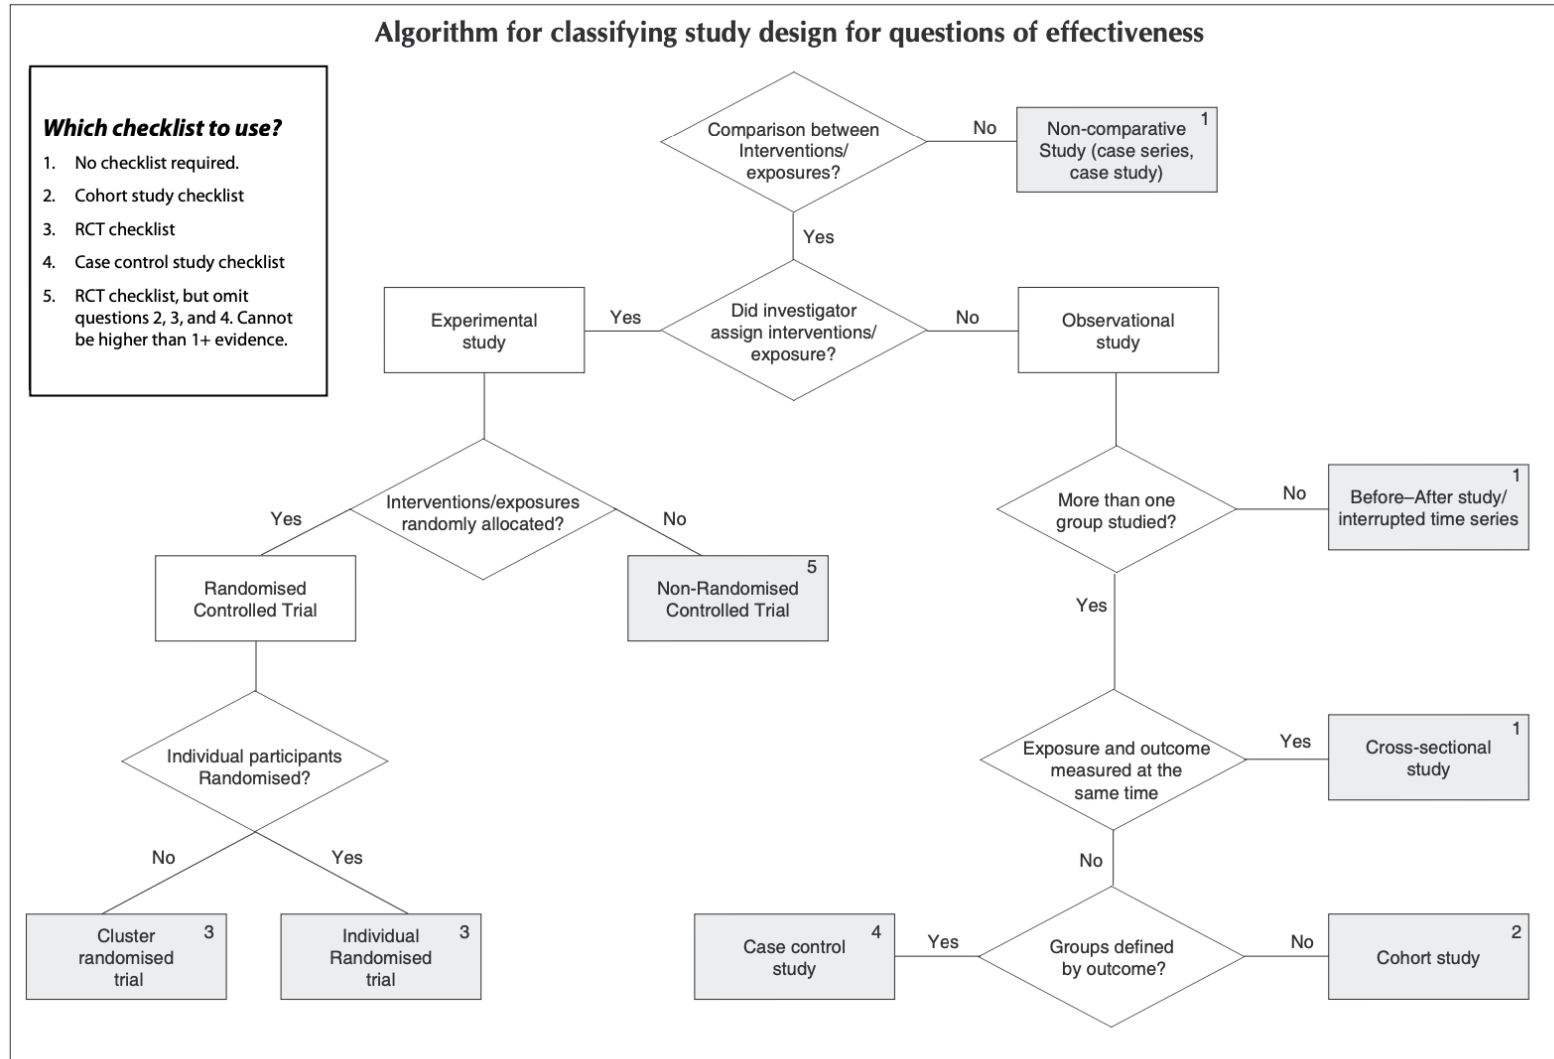 Algorithm for classifying study design for questions of effectiveness
Which checklist to use?
1. No checklist required.
2. Cohort study checklist
3. RCT checklist
4. Case control study checklist
5. RCT checklist, but omit
questions 2, 3, and 4. Cannot
be higher than 1+ evidence.
Comparison between
Interventions/
exposures?
No
1
Non-comparative
Study (case series,
case study)
Yes
Experimental
study
Yes
Did investigator
assign interventions/
exposure?
No
Observational
study
Interventions/exposures
randomly allocated?
Yes
No
More than one
group studied?
No
1
Before–After study/
interrupted time series
Randomised
Controlled Trial
5
Non-Randomised
Controlled Trial
Yes
Individual participants
Randomised?
Exposure and outcome
measured at the
same time
Yes
1
Cross-sectional
study
No
Yes
No
3
Cluster
randomised
trial
3
Individual
Randomised
trial
4
Case control
study
Yes
Groups defined
by outcome?
No
2
Cohort study